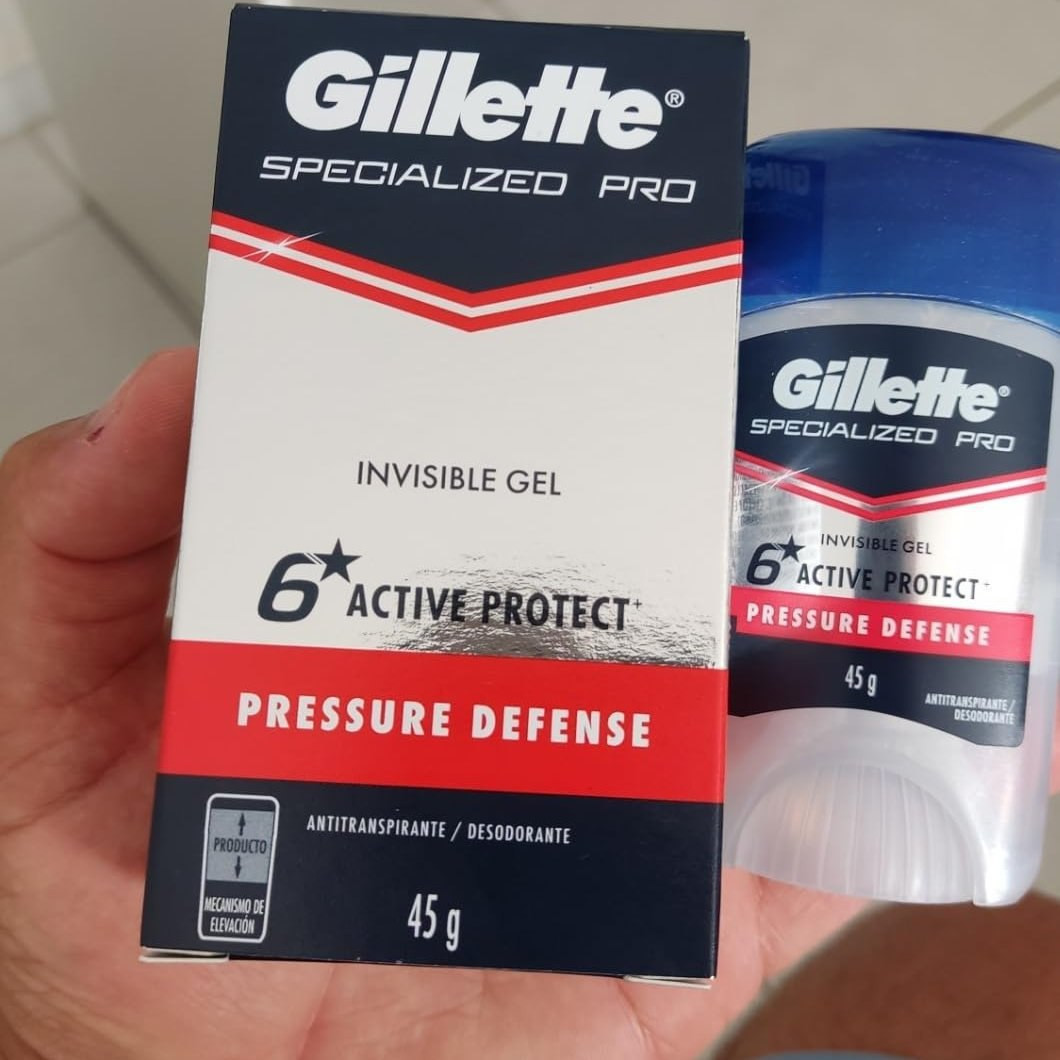 Gillette®
SPECIALIZED PRO
INVISIBLE GEL
6★ ACTIVE PROTECT+
PRESSURE DEFENSE
ANTITRANSPIRANTE / DESODORANTE
PRODUCTO
MECANISMO DE
ELEVACIÓN
45 g
Gillette®
SPECIALIZED PRO
INVISIBLE GEL
6★ ACTIVE PROTECT+
PRESSURE DEFENSE
45 g
ANTITRANSPIRANTE /
DESODORANTE